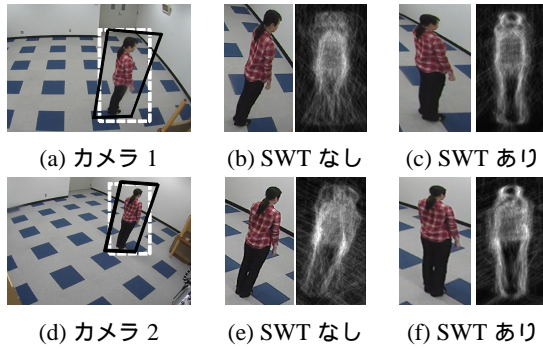 (a) カメラ 1
(b) SWT なし
(c) SWT あり
(d) カメラ 2
(e) SWT なし
(f) SWT あり